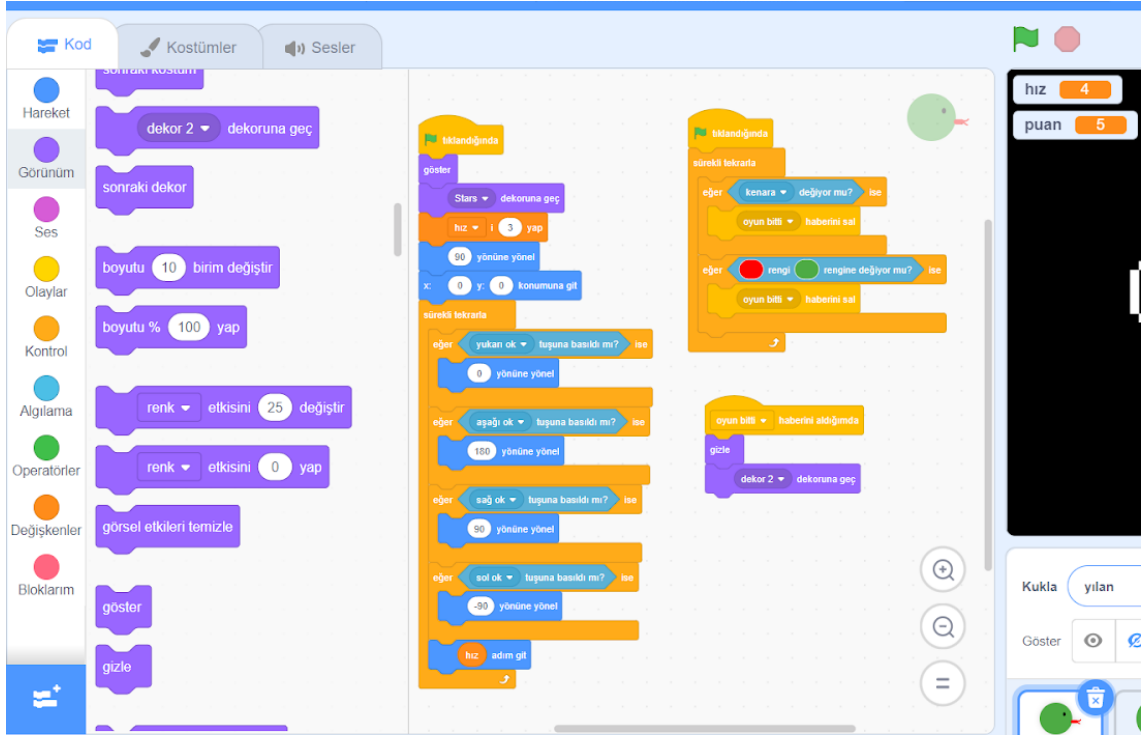 Kod
Kostümler
Sesler
Hareket
Görünüm
Ses
Olaylar
Kontrol
Algılama
Operatörler
Değişkenler
Bloklarım
sonraki kostüm
dekor 2 dekoruna geç
sonraki dekor
boyutu 10 birim değiştir
boyutu % 100 yap
renk etkisini 25 değiştir
renk etkisini 0 yap
görsel etkileri temizle
göster
gizle
tıklandığında
göster
Stars dekoruna geç
hız i 3 yap
90 yönüne yönel
x: 0 y: 0 konumuna git
sürekli tekrarla
eğer yukarı ok tuşuna basıldı mı? ise
0 yönüne yönel
eğer aşağı ok tuşuna basıldı mı? ise
180 yönüne yönel
eğer sağ ok tuşuna basıldı mı? ise
90 yönüne yönel
eğer sol ok tuşuna basıldı mı? ise
-90 yönüne yönel
hız adım git
tıklandığında
sürekli tekrarla
eğer kenara değiyor mu? ise
oyun bitti haberini sal
eğer rengi rengine değiyor mu? ise
oyun bitti haberini sal
oyun bitti haberini aldığımda
gizle
dekor 2 dekoruna geç
hız 4
puan 5
Kukla yılan
Göster